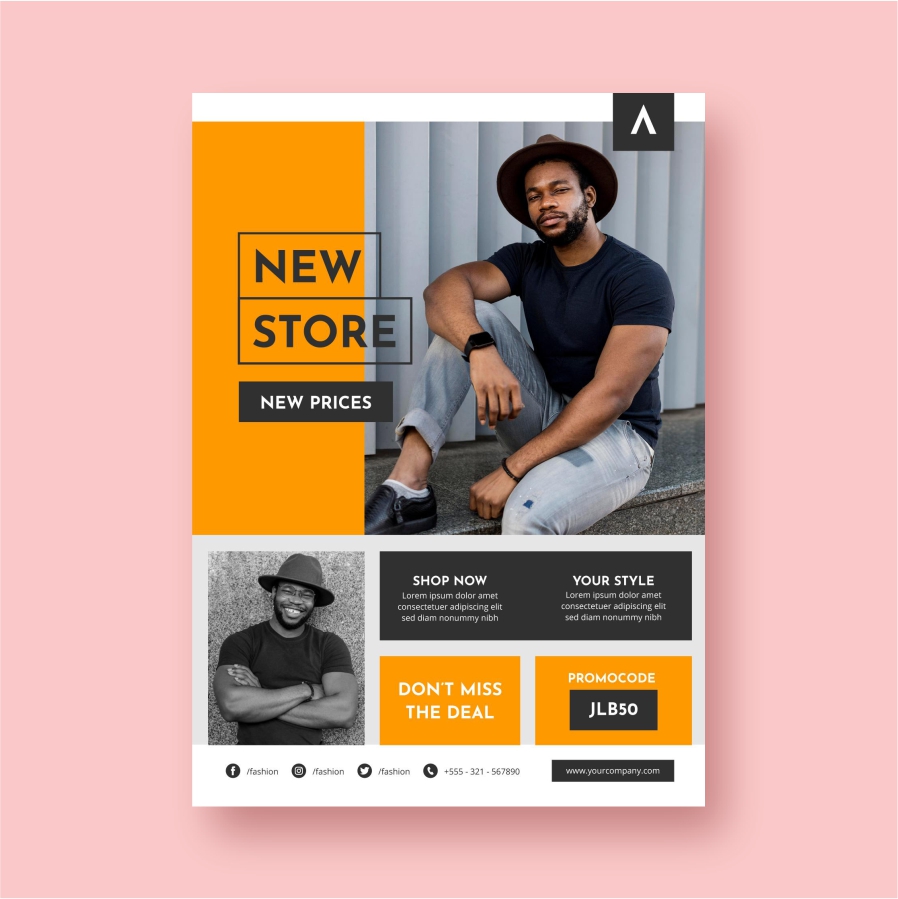 NEW
STORE
NEW PRICES
SHOP NOW
Lorem ipsum dolor amet
consectetuer adipiscing elit
sed diam nonummy nibh
YOUR STYLE
Lorem ipsum dolor amet
consectetuer adipiscing elit
sed diam nonummy nibh
DON'T MISS
THE DEAL
PROMOCODE
JLB50
/fashion
/fashion
/fashion
+555 - 321 - 567890
www.yourcompany.com